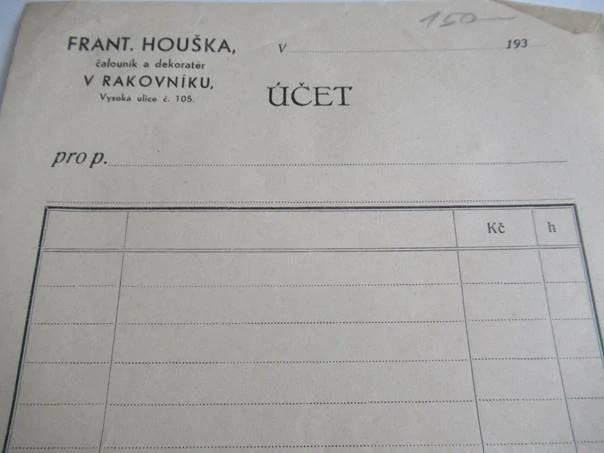 150
FRANT. HOUŠKA,
čalouník a dekoratér
V RAKOVNÍKU,
Vysoká ulice č. 105.
V 193
ÚČET
pro p.
Kč h